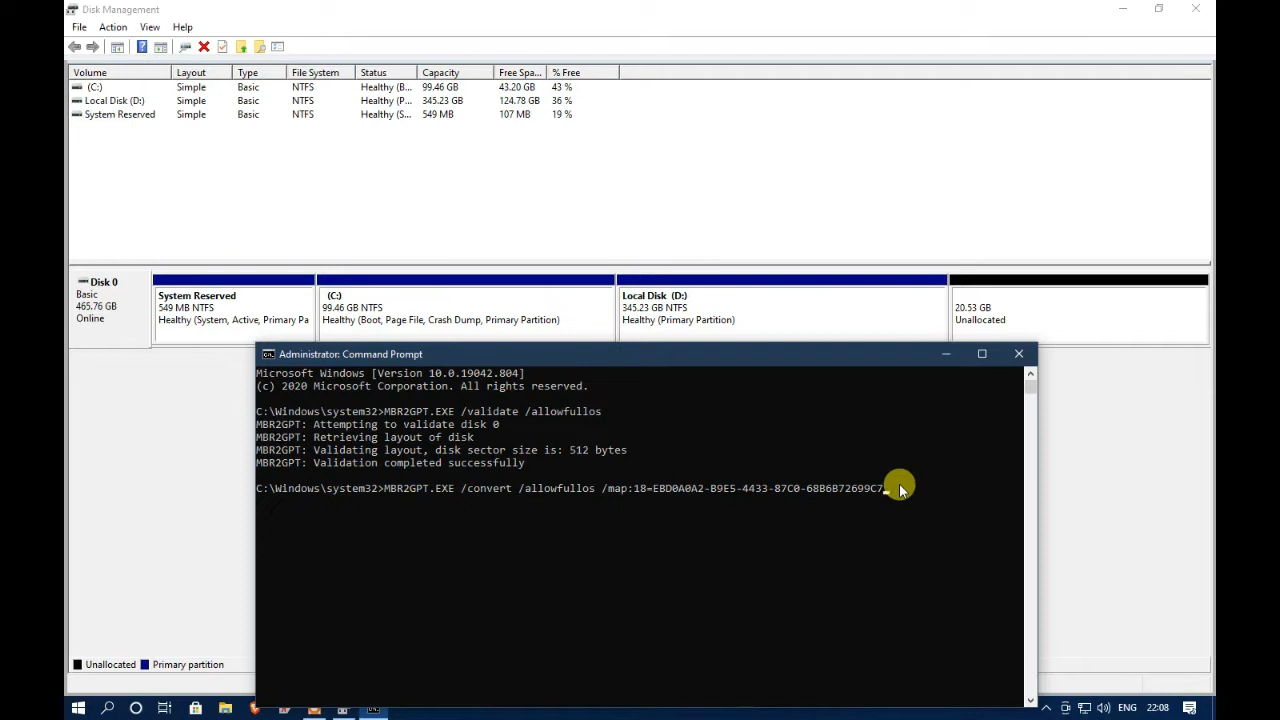 Disk Management
File Action View Help
Volume Layout Type File System Status Capacity Free Spa... % Free
(C:) Simple Basic NTFS Healthy (B... 99.46 GB 43.20 GB 43 %
Local Disk (D:) Simple Basic NTFS Healthy (P... 345.23 GB 124.78 GB 36 %
System Reserved Simple Basic NTFS Healthy (S... 549 MB 107 MB 19 %
Disk 0
Basic
465.76 GB
Online
System Reserved
549 MB NTFS
Healthy (System, Active, Primary Pa
(C:)
99.46 GB NTFS
Healthy (Boot, Page File, Crash Dump, Primary Partition)
Local Disk (D:)
345.23 GB NTFS
Healthy (Primary Partition)
20.53 GB
Unallocated
Administrator: Command Prompt
Microsoft Windows [Version 10.0.19042.804]
(c) 2020 Microsoft Corporation. All rights reserved.
C:\Windows\system32>MBR2GPT.EXE /validate /allowfullos
MBR2GPT: Attempting to validate disk 0
MBR2GPT: Retrieving layout of disk
MBR2GPT: Validating layout, disk sector size is: 512 bytes
MBR2GPT: Validation completed successfully
C:\Windows\system32>MBR2GPT.EXE /convert /allowfullos /map:18=EBD0A0A2-B9E5-4433-87C0-68B6B72699C7
Unallocated Primary partition
ENG 22:08